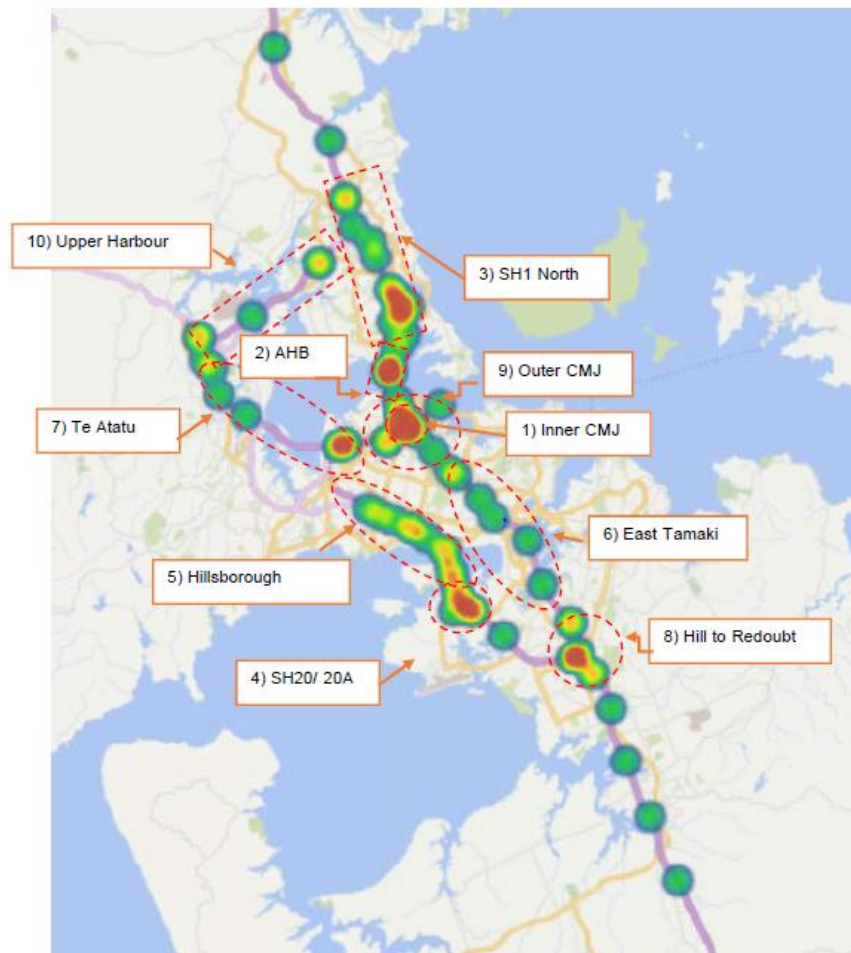 10) Upper Harbour
3) SH1 North
2) AHB
9) Outer CMJ
7) Te Atatu
1) Inner CMJ
6) East Tamaki
5) Hillsborough
8) Hill to Redoubt
4) SH20/ 20A